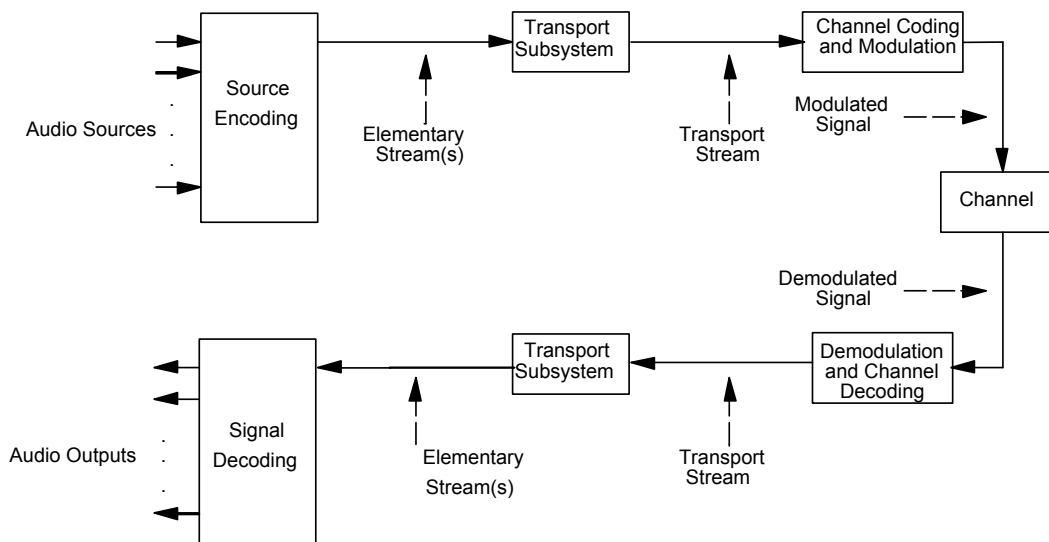 Audio Sources
Source
Encoding
Elementary
Stream(s)
Transport
Subsystem
Transport
Stream
Channel Coding
and Modulation
Modulated
Signal
Channel
Demodulated
Signal
Demodulation
and Channel
Decoding
Transport
Stream
Transport
Subsystem
Elementary
Stream(s)
Signal
Decoding
Audio Outputs